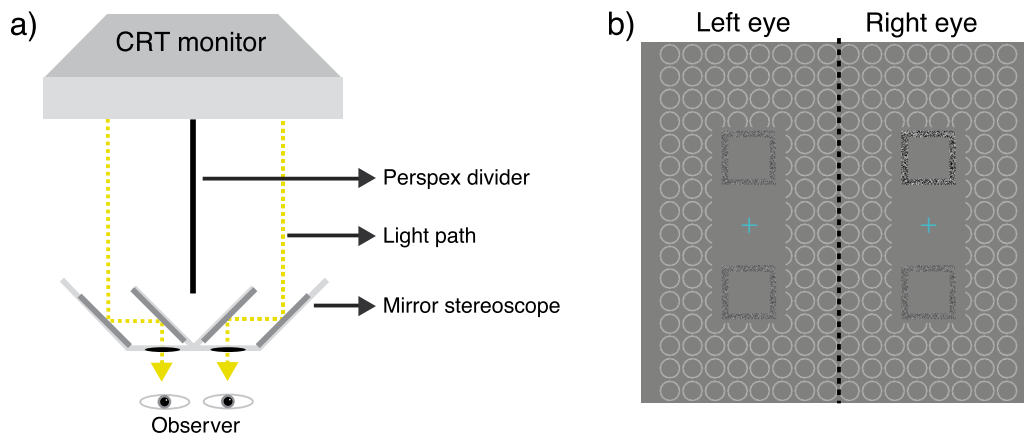 a)
CRT monitor
Perspex divider
Light path
Mirror stereoscope
Observer
b)
Left eye
Right eye